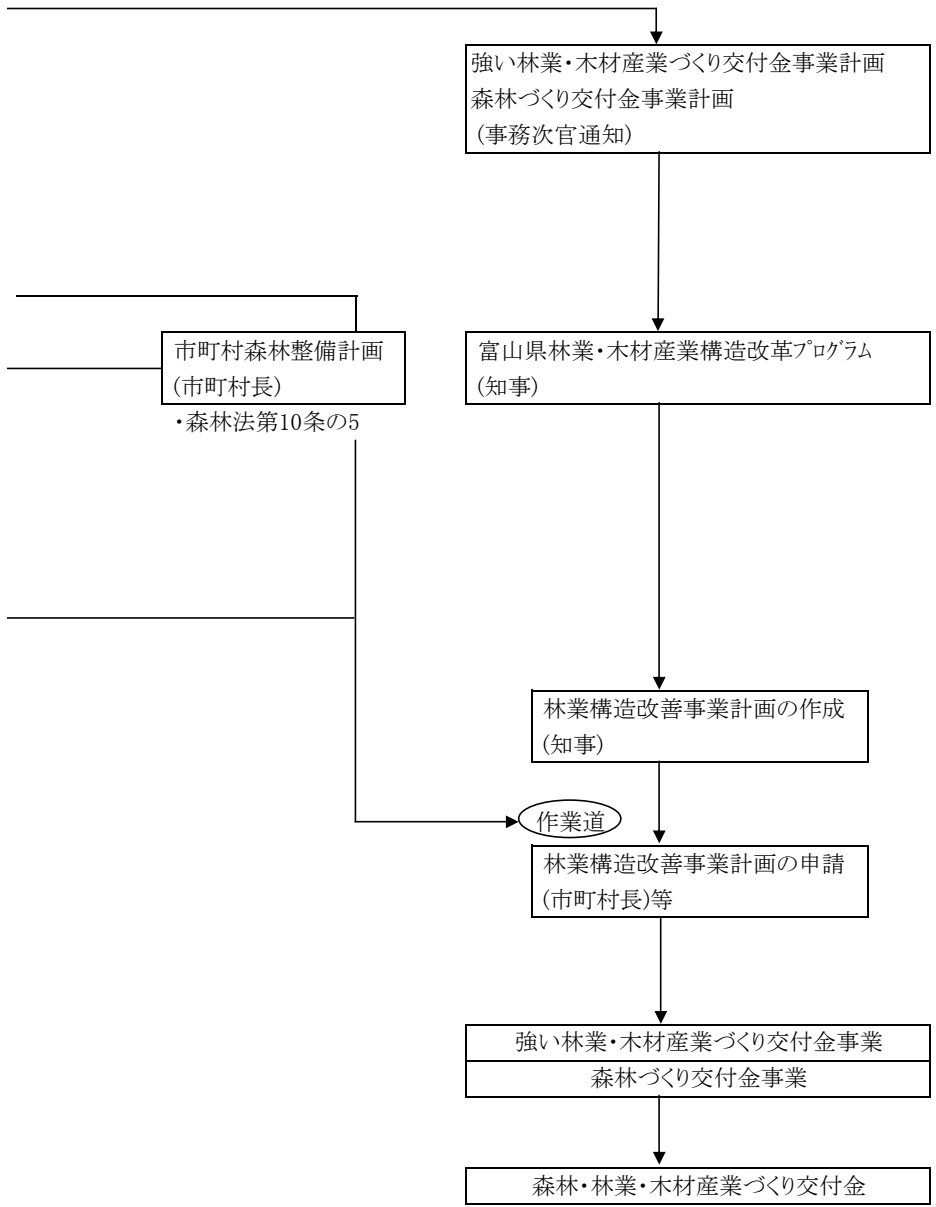 強い林業・木材産業づくり交付金事業計画
森林づくり交付金事業計画
(事務次官通知)
市町村森林整備計画
(市町村長)
・森林法第10条の5
富山県林業・木材産業構造改革ﾌﾟﾛｸﾞﾗﾑ
(知事)
林業構造改善事業計画の作成
(知事)
作業道
林業構造改善事業計画の申請
(市町村長)等
強い林業・木材産業づくり交付金事業
森林づくり交付金事業
森林・林業・木材産業づくり交付金